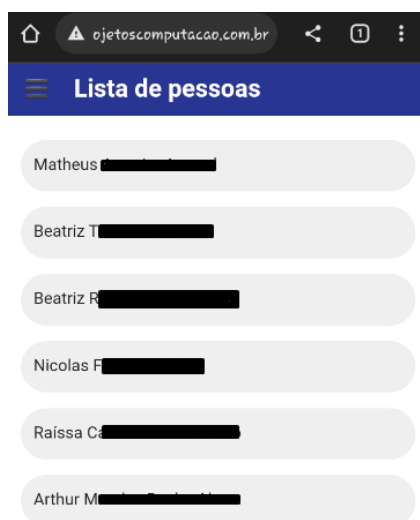 ojetoscomputacao.com.br
1
Lista de pessoas
Matheus
Beatriz T
Beatriz R
Nicolas F
Raíssa Ca
Arthur M